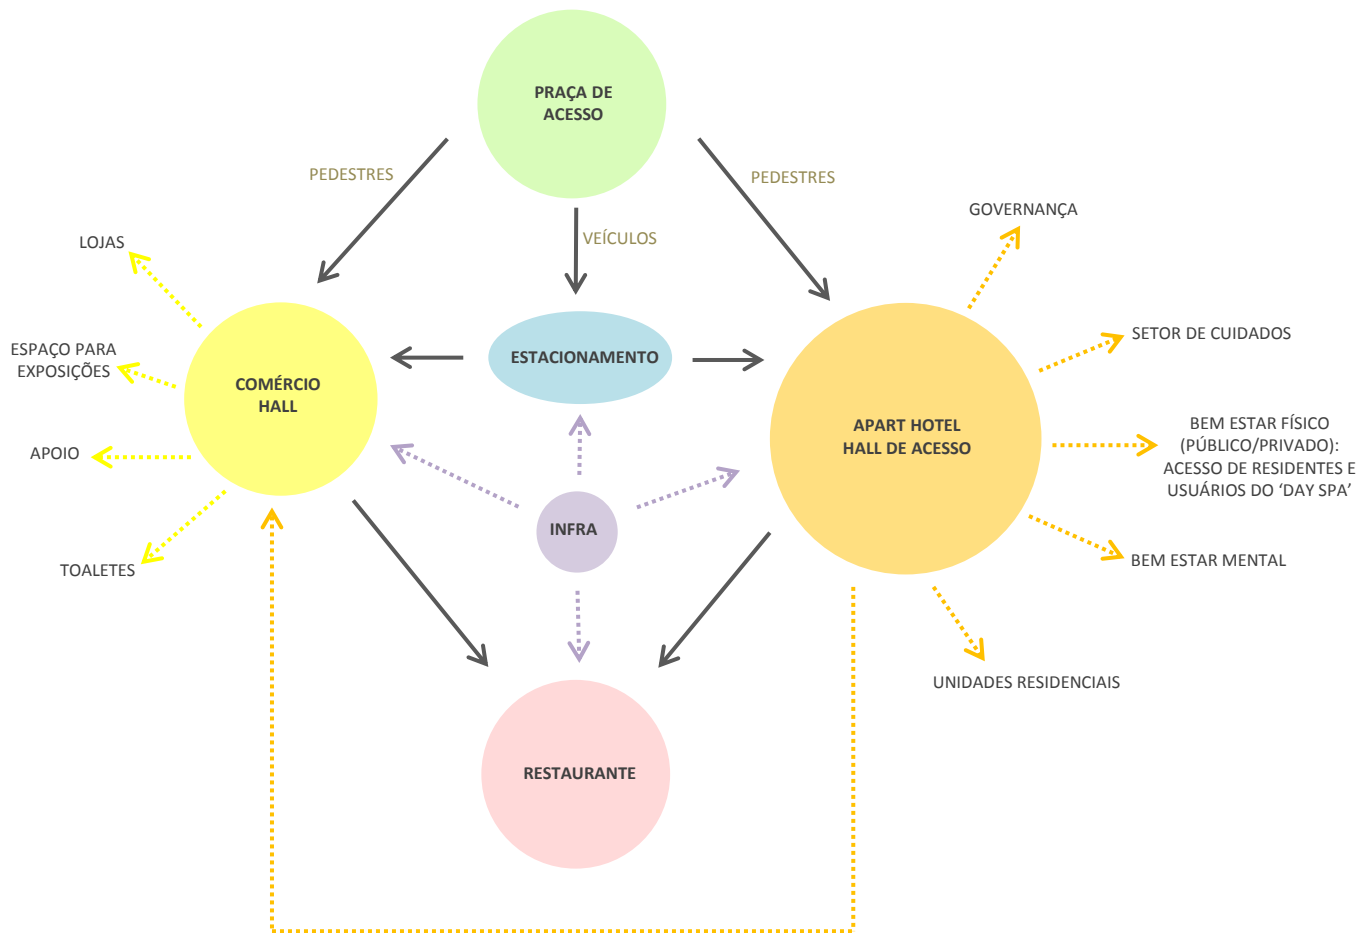 PRAÇA DE
ACESSO
PEDESTRES
PEDESTRES
VEÍCULOS
GOVERNANÇA
LOJAS
SETOR DE CUIDADOS
ESPAÇO PARA
EXPOSIÇÕES
ESTACIONAMENTO
COMÉRCIO
HALL
APART HOTEL
HALL DE ACESSO
BEM ESTAR FÍSICO
(PÚBLICO/PRIVADO):
ACESSO DE RESIDENTES E
USUÁRIOS DO ‘DAY SPA’
APOIO
INFRA
TOALETES
BEM ESTAR MENTAL
UNIDADES RESIDENCIAIS
RESTAURANTE